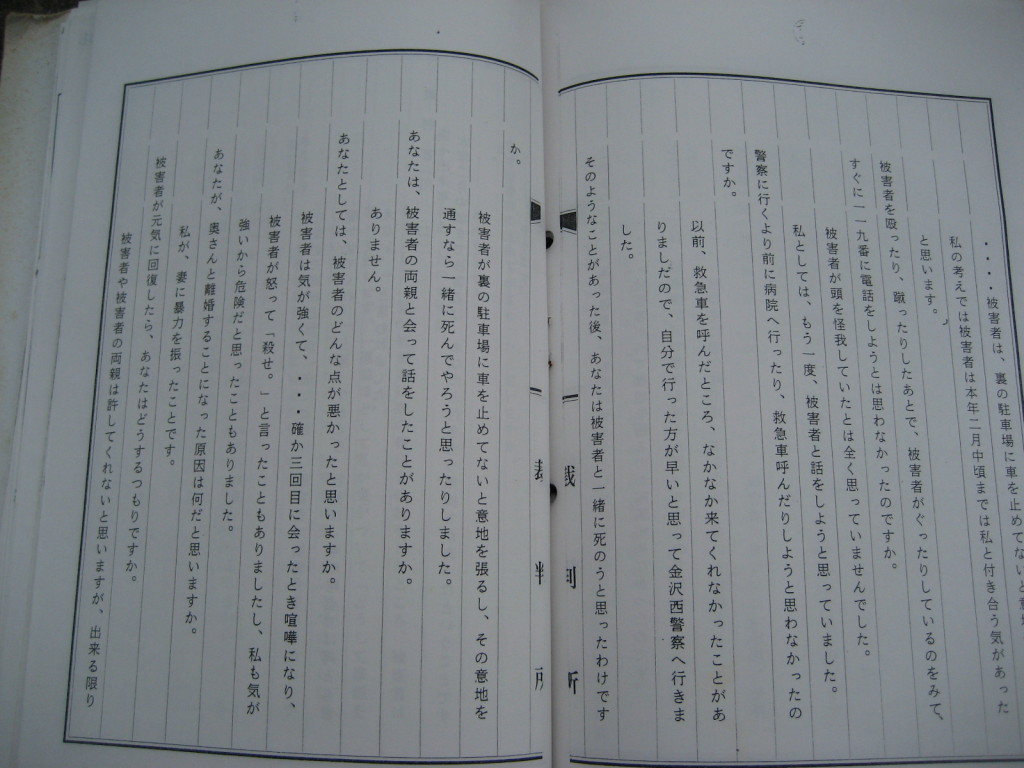 ・・・・被害者は、裏の駐車場に車を止めてないと意地
私の考えでは被害者は本年二月中頃までは私と付き合う気があった
と思います。
被害者を殴ったり、蹴ったりしたあとで、被害者がぐったりしているのをみて、
すぐに一一九番に電話をしようとは思わなかったのですか。
被害者が頭を怪我していたとは全く思っていませんでした。
私としては、もう一度、被害者と話をしようと思っていました。
警察に行くより前に病院へ行ったり、救急車呼んだりしようと思わなかったの
ですか。
以前、救急車を呼んだところ、なかなか来てくれなかったことがあ
りましだので、自分で行った方が早いと思って金沢西警察へ行きま
した。
そのようなことがあった後、あなたは被害者と一緒に死のうと思ったわけです
裁判所
裁判所
か。
被害者が裏の駐車場に車を止めてないと意地を張るし、その意地を
通すなら一緒に死んでやろうと思ったりしました。
あなたは、被害者の両親と会って話をしたことがありますか。
ありません。
あなたとしては、被害者のどんな点が悪かったと思いますか。
被害者は気が強くて、・・・確か三回目に会ったとき喧嘩になり、
被害者が怒って「殺せ。」と言ったこともありましたし、私も気が
強いから危険だと思ったこともありました。
あなたが、奥さんと離婚することになった原因は何だと思いますか。
私が、妻に暴力を振ったことです。
被害者が元気に回復したら、あなたはどうするつもりですか。
被害者や被害者の両親は許してくれないと思いますが、出来る限り